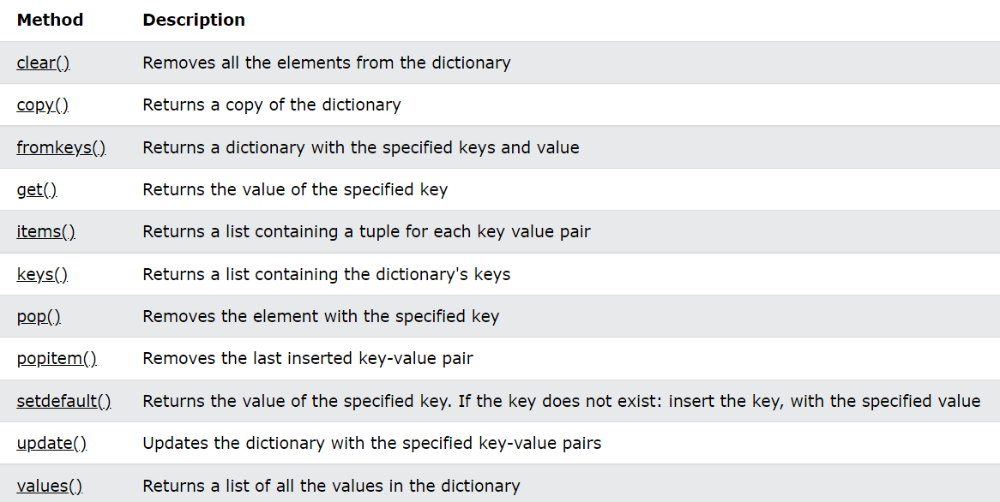 Method Description
clear() Removes all the elements from the dictionary
copy() Returns a copy of the dictionary
fromkeys() Returns a dictionary with the specified keys and value
get() Returns the value of the specified key
items() Returns a list containing a tuple for each key value pair
keys() Returns a list containing the dictionary's keys
pop() Removes the element with the specified key
popitem() Removes the last inserted key-value pair
setdefault() Returns the value of the specified key. If the key does not exist: insert the key, with the specified value
update() Updates the dictionary with the specified key-value pairs
values() Returns a list of all the values in the dictionary